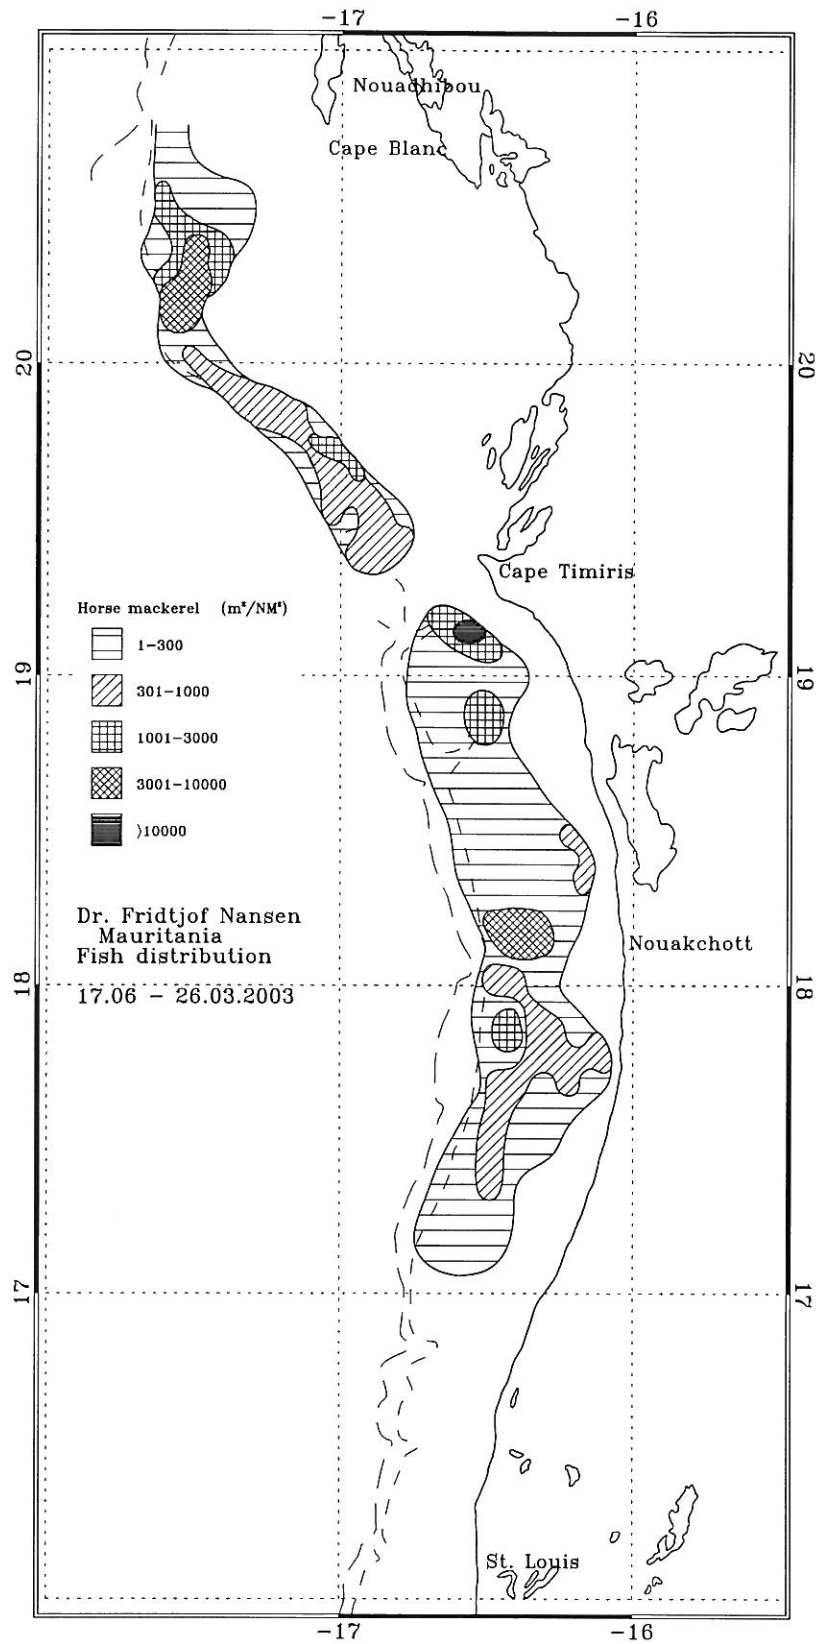 -17
-16
Nouadhibou
Cape Blanc
20
20
Cape Timiris
Horse mackerel (m²/NM²)
1-300
19
19
301-1000
1001-3000
3001-10000
⟩10000
Dr. Fridtjof Nansen
Mauritania
Fish distribution
Nouakchott
18
18
17.06 - 26.03.2003
17
17
St. Louis
-17
-16